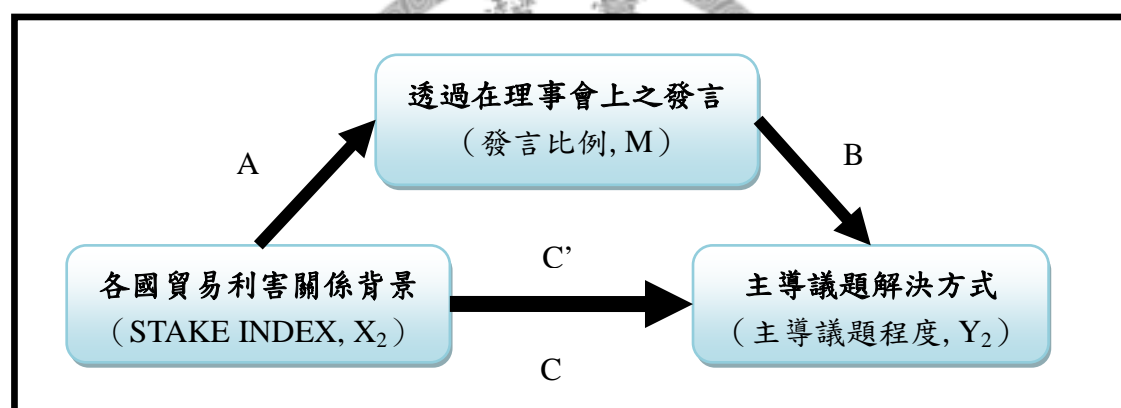 透過在理事會上之發言
（發言比例, M）
A
B
C’
各國貿易利害關係背景
（STAKE INDEX, X₂）
主導議題解決方式
（主導議題程度, Y₂）
C